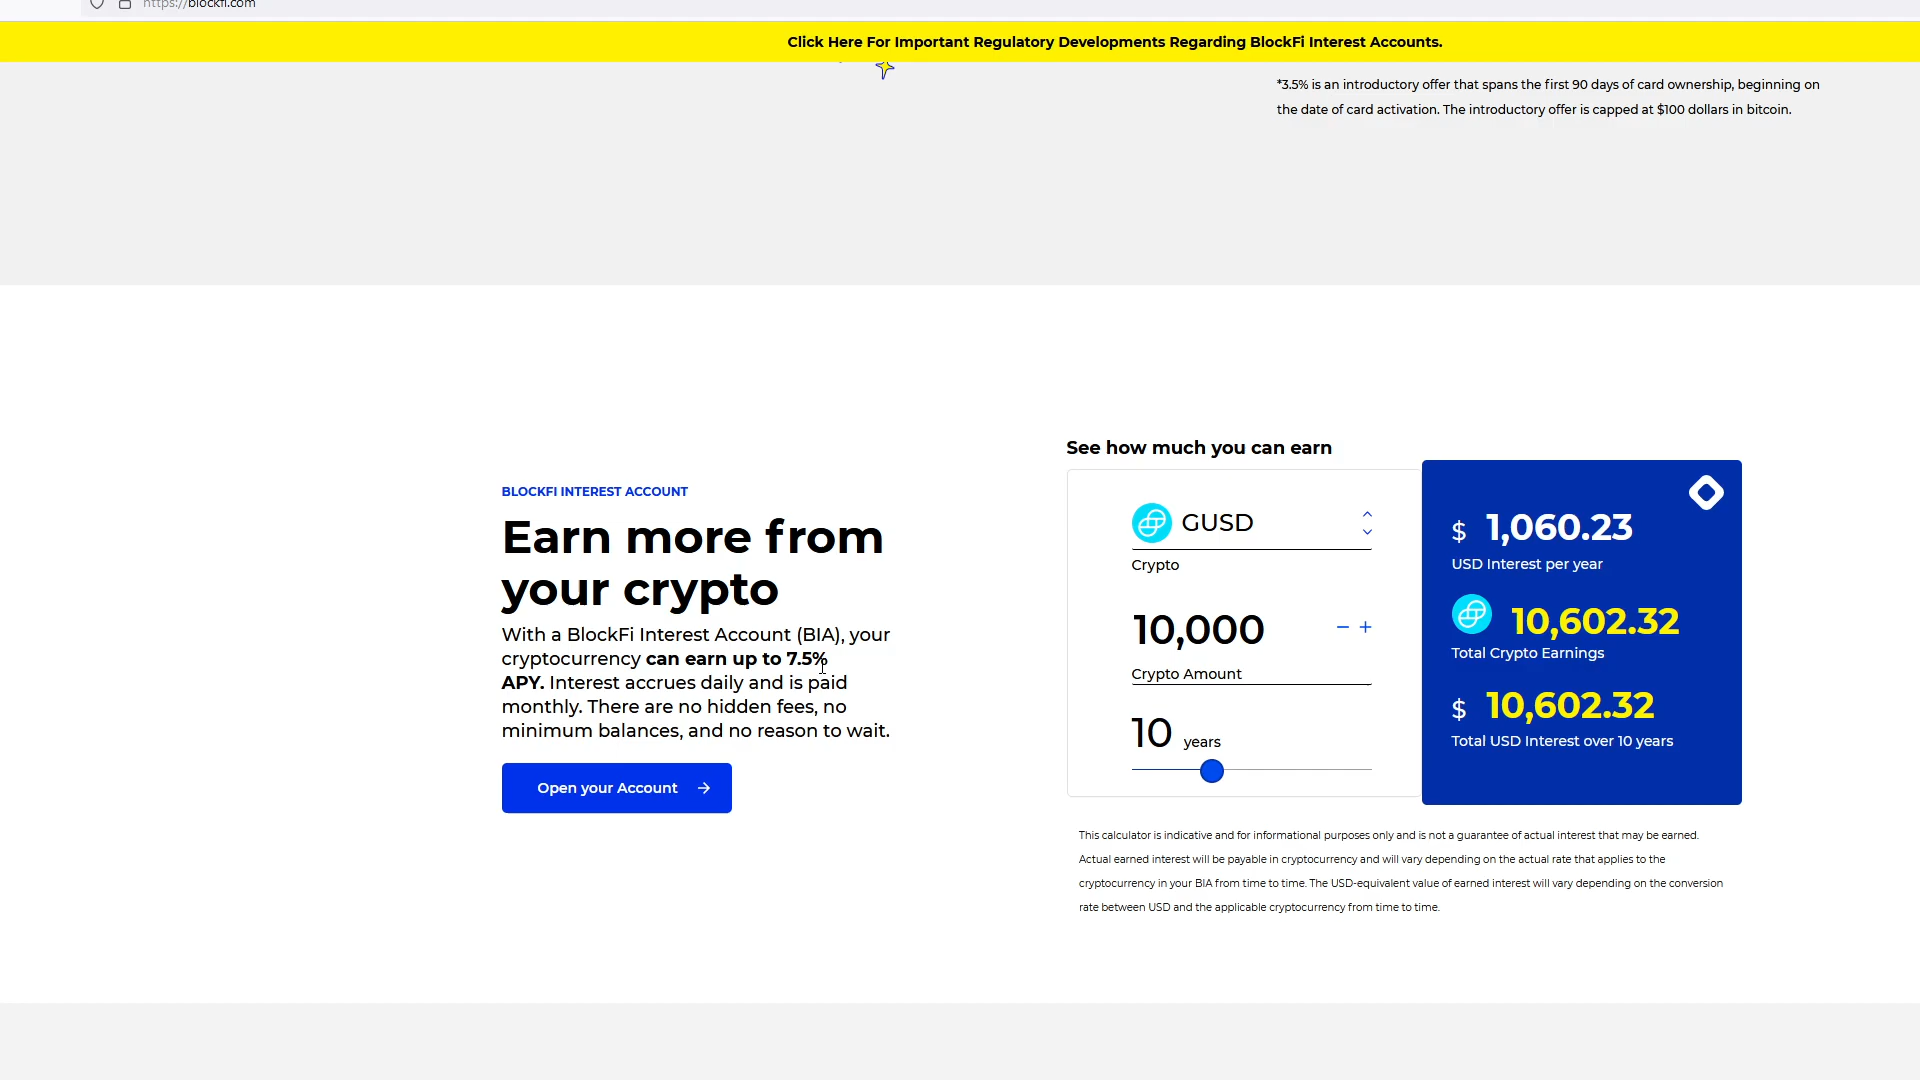 https://blockfi.com
Click Here For Important Regulatory Developments Regarding BlockFi Interest Accounts.
*3.5% is an introductory offer that spans the first 90 days of card ownership, beginning on
the date of card activation. The introductory offer is capped at $100 dollars in bitcoin.
BLOCKFI INTEREST ACCOUNT
Earn more from
your crypto
With a BlockFi Interest Account (BIA), your
cryptocurrency can earn up to 7.5%
APY. Interest accrues daily and is paid
monthly. There are no hidden fees, no
minimum balances, and no reason to wait.
Open your Account
See how much you can earn
GUSD
Crypto
10,000
Crypto Amount
10 years
$ 1,060.23
USD Interest per year
10,602.32
Total Crypto Earnings
$ 10,602.32
Total USD Interest over 10 years
This calculator is indicative and for informational purposes only and is not a guarantee of actual interest that may be earned.
Actual earned interest will be payable in cryptocurrency and will vary depending on the actual rate that applies to the
cryptocurrency in your BIA from time to time. The USD-equivalent value of earned interest will vary depending on the conversion
rate between USD and the applicable cryptocurrency from time to time.